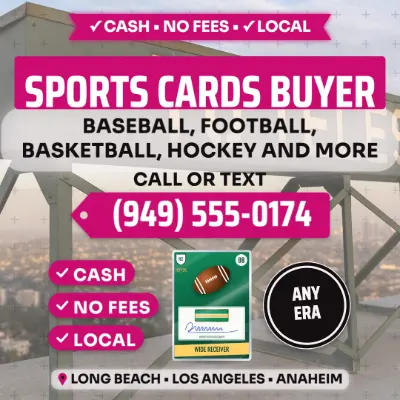 ✓CASH ▪ NO FEES ▪ ✓LOCAL
SPORTS CARDS BUYER
BASEBALL, FOOTBALL,
BASKETBALL, HOCKEY AND MORE
CALL OR TEXT
(949) 555-0174
✓ CASH
✓ NO FEES
✓ LOCAL
WIDE RECEIVER
ANY
ERA
LONG BEACH ▪ LOS ANGELES ▪ ANAHEIM